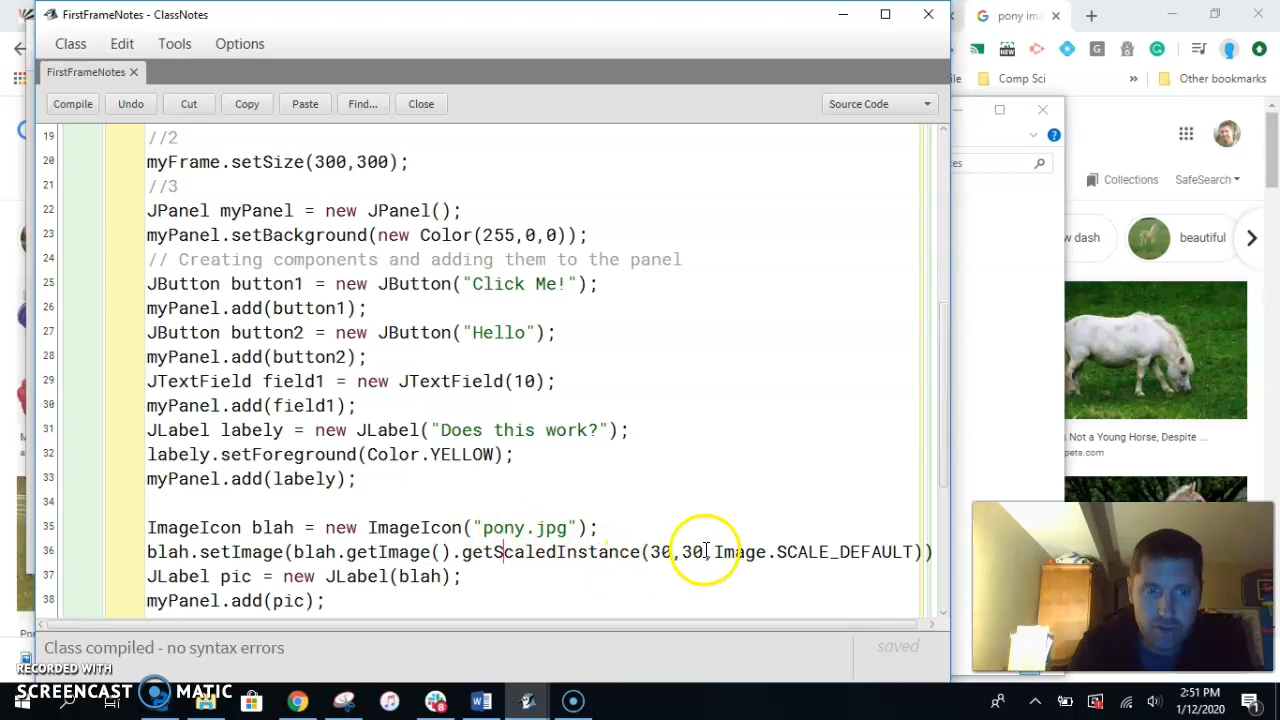 FirstFrameNotes - ClassNotes
pony im
Class Edit Tools Options
Comp Sci
»
Other bookmarks
FirstFrameNotes
Compile Undo Cut Copy Paste Find... Close Source Code
19 //2
20 myFrame.setSize(300,300);
21 //3
22 JPanel myPanel = new JPanel();
23 myPanel.setBackground(new Color(255,0,0));
24 // Creating components and adding them to the panel
25 JButton button1 = new JButton("Click Me!");
26 myPanel.add(button1);
27 JButton button2 = new JButton("Hello");
28 myPanel.add(button2);
29 JTextField field1 = new JTextField(10);
30 myPanel.add(field1);
31 JLabel labely = new JLabel("Does this work?");
32 labely.setForeground(Color.YELLOW);
33 myPanel.add(labely);
34
35 ImageIcon blah = new ImageIcon("pony.jpg");
36 blah.setImage(blah.getImage().getScaledInstance(30,30,Image.SCALE_DEFAULT))
37 JLabel pic = new JLabel(blah);
38 myPanel.add(pic);
Collections SafeSearch
w dash
beautiful
s Not a Young Horse, Despite ...
pets.com
Class compiled - no syntax errors
saved
RECORDED WITH
SCREENCAST MATIC
2:51 PM
1/12/2020